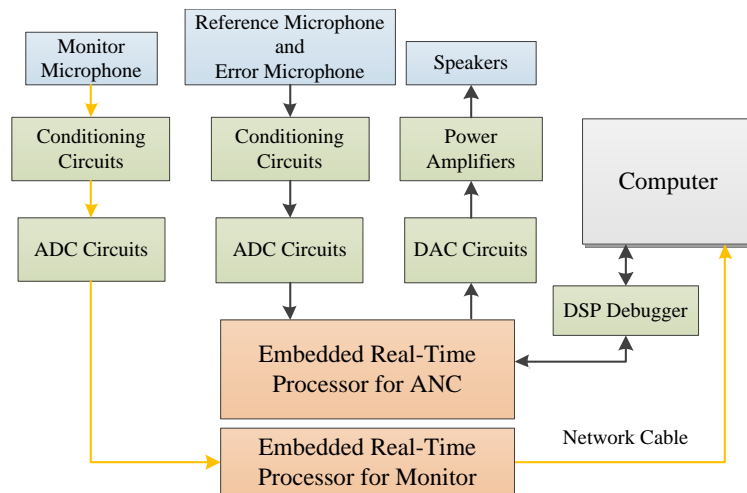 Monitor
Microphone
Reference Microphone
and
Error Microphone
Speakers
Conditioning
Circuits
Conditioning
Circuits
Power
Amplifiers
Computer
ADC Circuits
ADC Circuits
DAC Circuits
DSP Debugger
Embedded Real-Time
Processor for ANC
Embedded Real-Time
Processor for Monitor
Network Cable